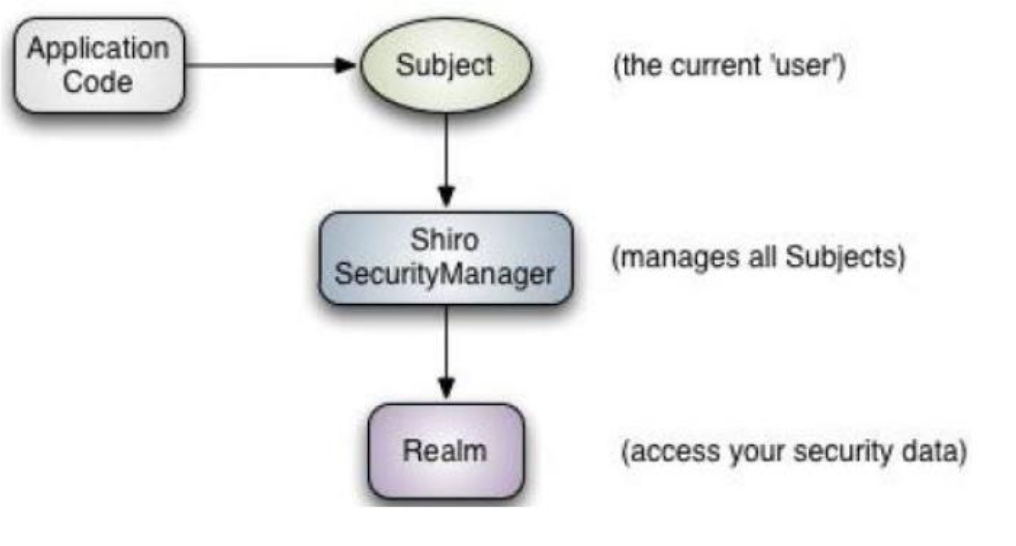 Application
Code
Subject
(the current 'user')
Shiro
SecurityManager
(manages all Subjects)
Realm
(access your security data)